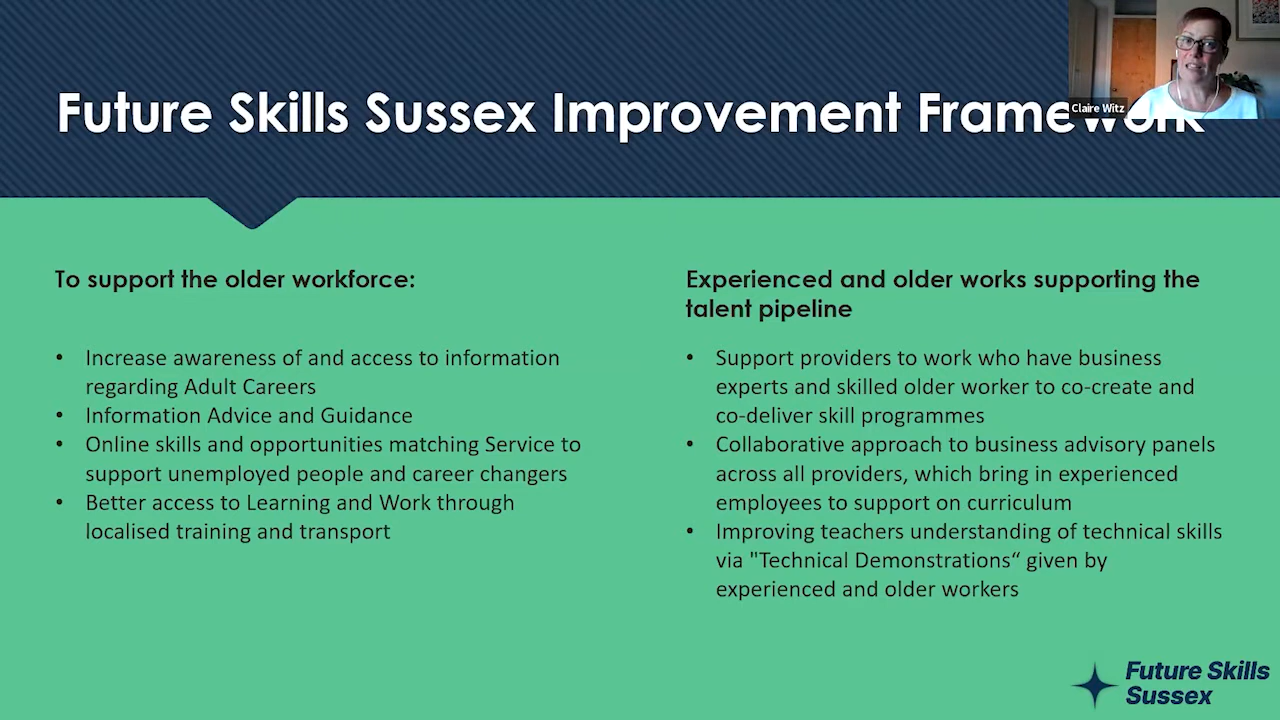 Future Skills Sussex Improvement Framework
Claire Witz
To support the older workforce:
• Increase awareness of and access to information
regarding Adult Careers
• Information Advice and Guidance
• Online skills and opportunities matching Service to
support unemployed people and career changers
• Better access to Learning and Work through
localised training and transport
Experienced and older works supporting the
talent pipeline
• Support providers to work who have business
experts and skilled older worker to co-create and
co-deliver skill programmes
• Collaborative approach to business advisory panels
across all providers, which bring in experienced
employees to support on curriculum
• Improving teachers understanding of technical skills
via "Technical Demonstrations“ given by
experienced and older workers
Future Skills
Sussex